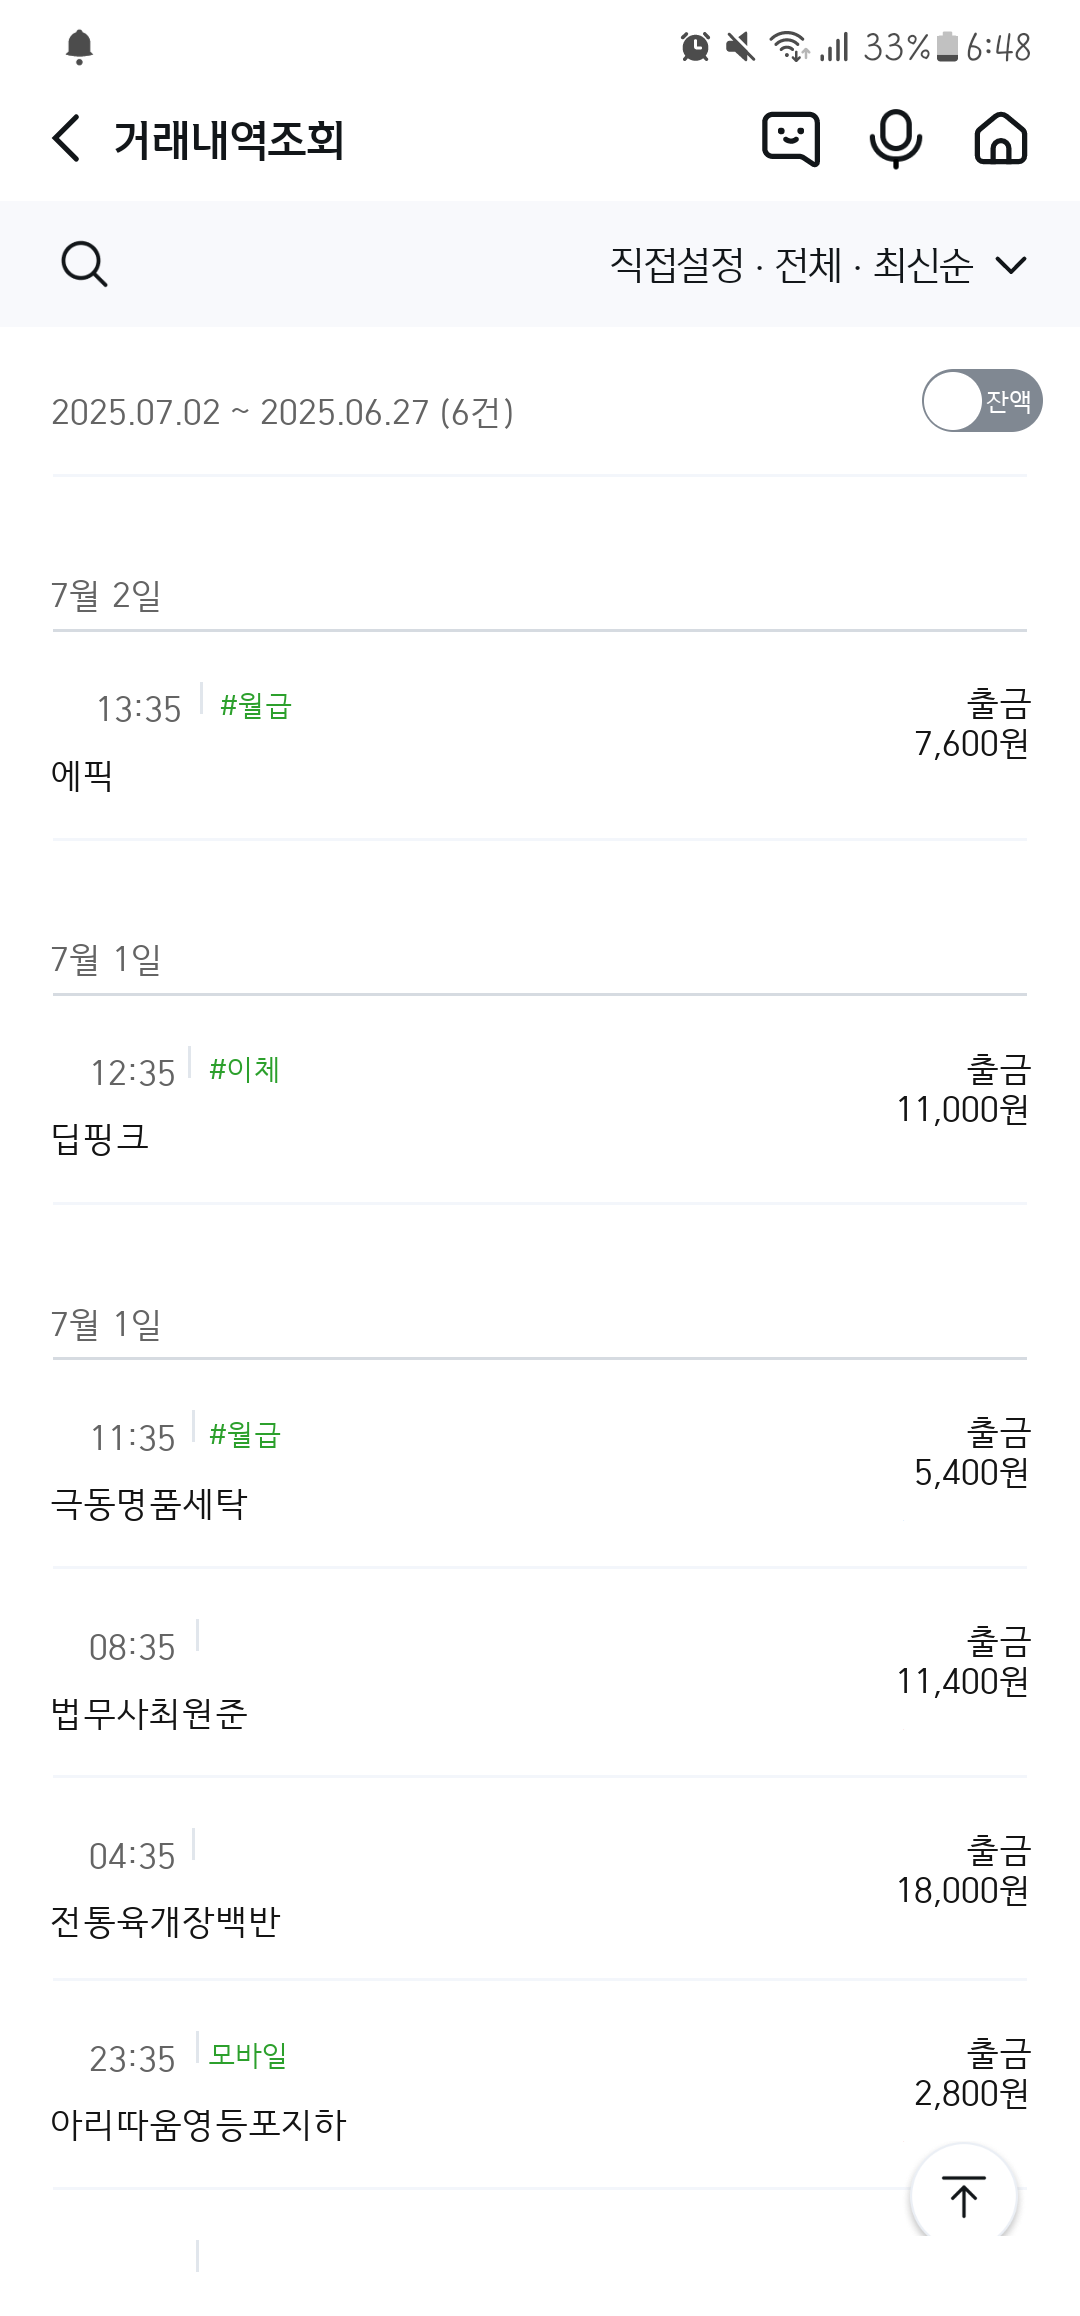 33% 6:48
거래내역조회
직접설정 · 전체 · 최신순
2025.07.02 ~ 2025.06.27 (6건)
잔액
7월 2일
13:35 #월급
출금
7,600원
에픽
7월 1일
12:35 #이체
출금
11,000원
딥핑크
7월 1일
11:35 #월급
출금
5,400원
극동명품세탁
08:35
출금
11,400원
법무사최원준
04:35
출금
18,000원
전통육개장백반
23:35 모바일
출금
2,800원
아리따움영등포지하